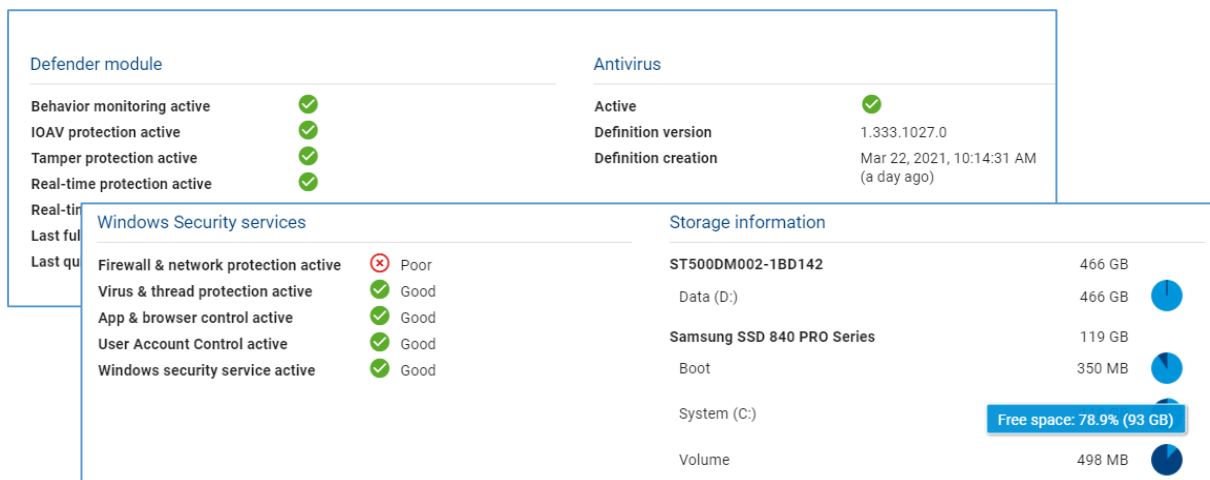 Defender module
Behavior monitoring active
IOAV protection active
Tamper protection active
Real-time protection active
Last
Last
Antivirus
Active
Definition version 1.333.1027.0
Definition creation Mar 22, 2021, 10:14:31 AM
(a day ago)
Windows Security services
Firewall & network protection active Poor
Virus & thread protection active Good
App & browser control active Good
User Account Control active Good
Windows security service active Good
Storage information
ST500DM002-1BD142 466 GB
Data (D:) 466 GB
Samsung SSD 840 PRO Series 119 GB
Boot 350 MB
System (C:)
Free space: 78.9% (93 GB)
Volume 498 MB